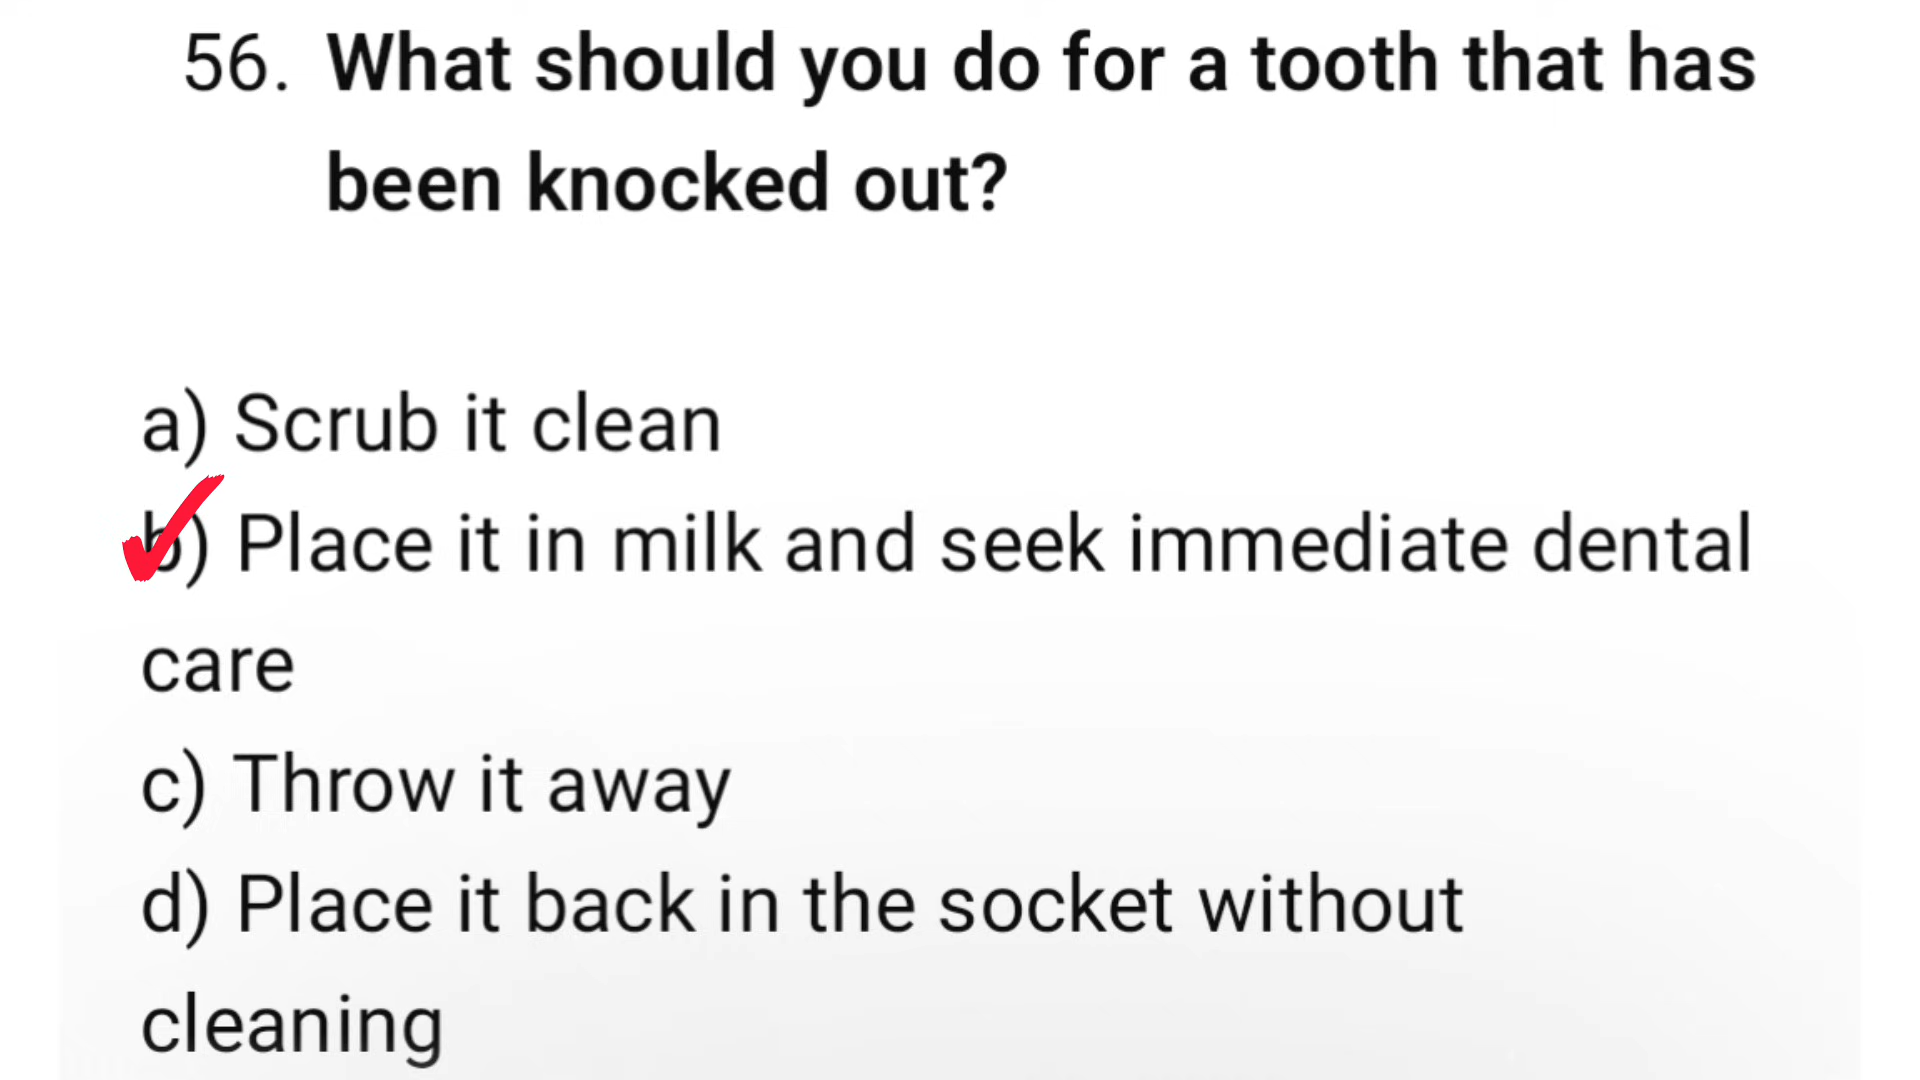 56. What should you do for a tooth that has
been knocked out?
a) Scrub it clean
b) Place it in milk and seek immediate dental
care
c) Throw it away
d) Place it back in the socket without
cleaning